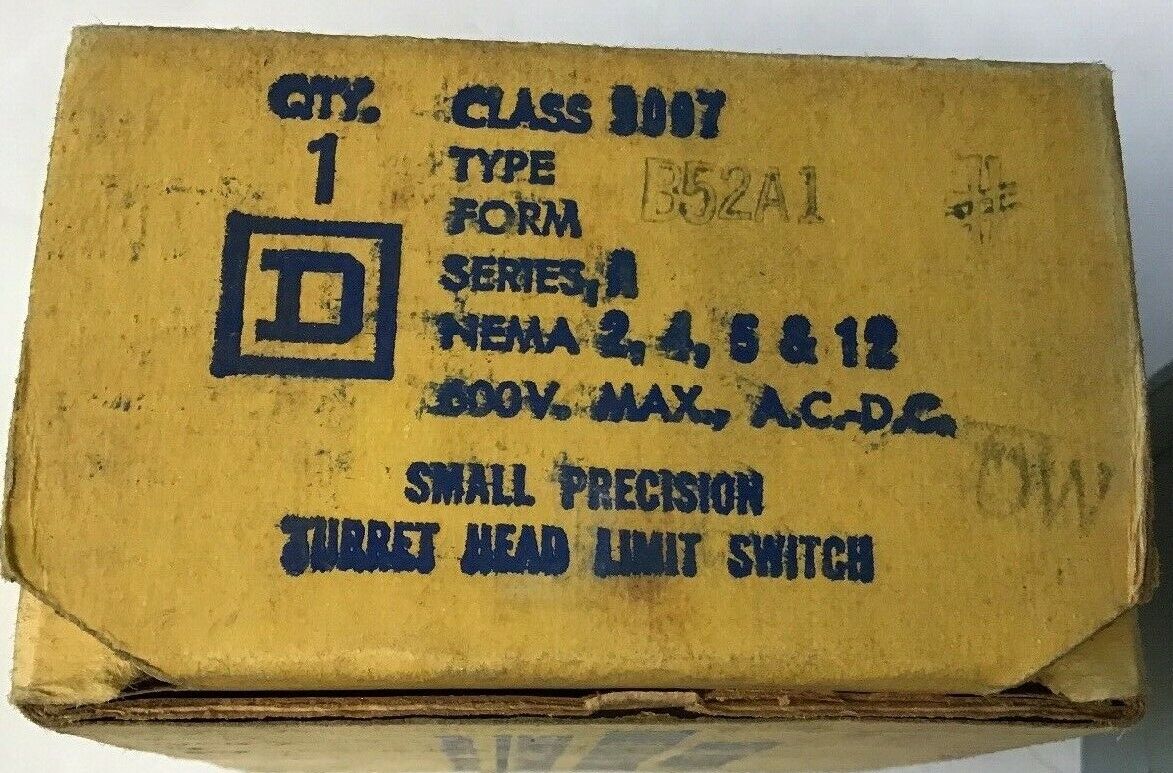 QTY. CLASS 9007
1 TYPE B52A1
FORM
D SERIES, A
NEMA 2, 4, 5 & 12
600V. MAX., A.C.-D.C.
OW
SMALL PRECISION
TURRET HEAD LIMIT SWITCH